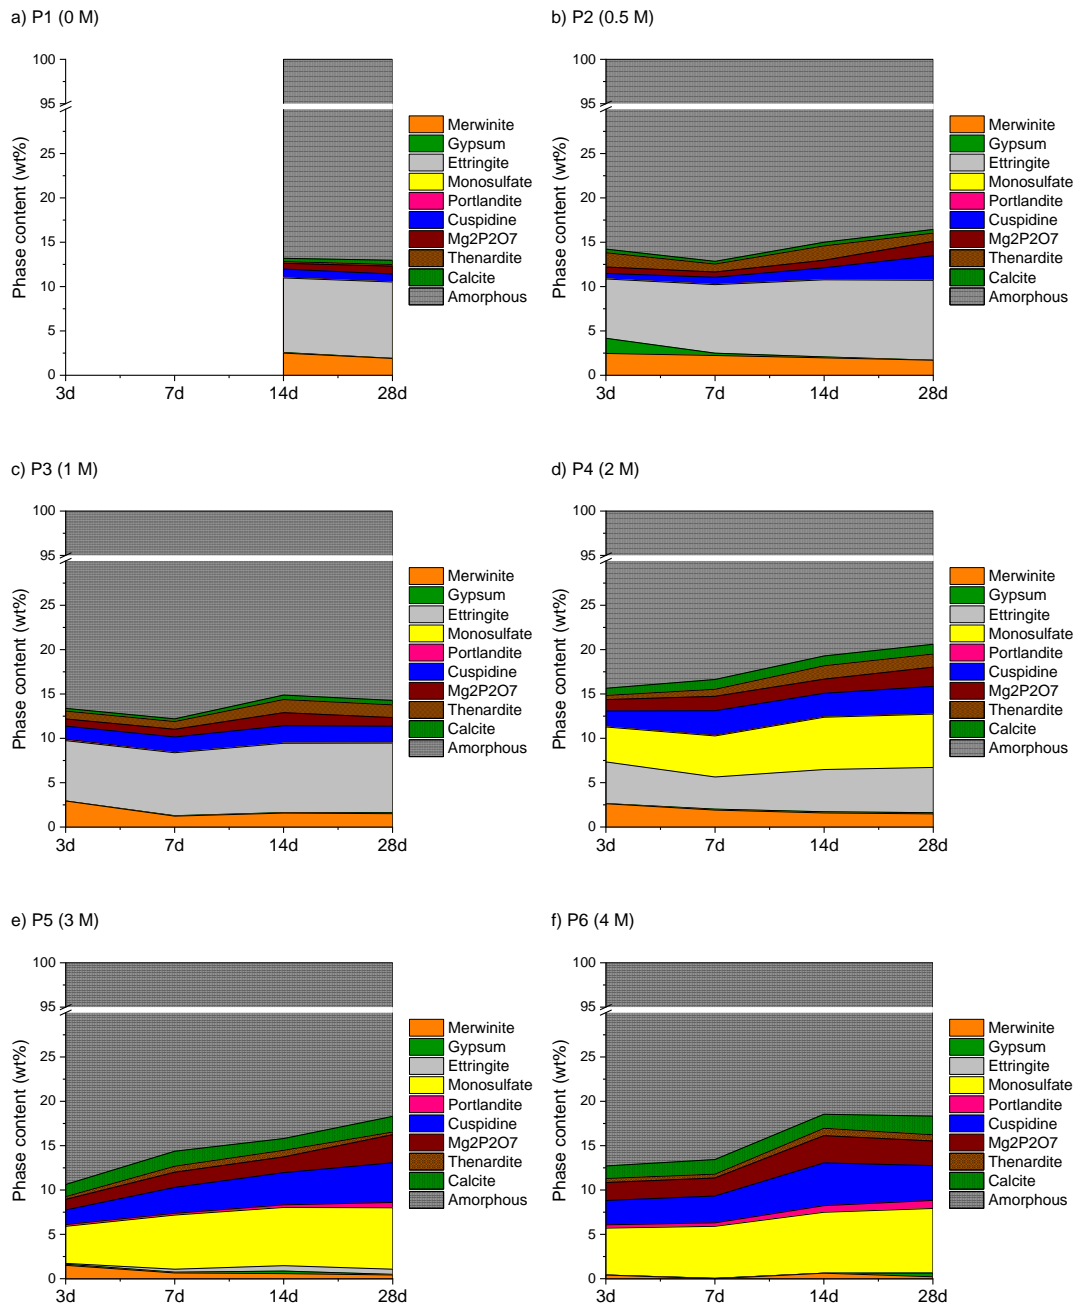 a) P1 (0 M)
Phase content (wt%)
100
95
25
20
15
10
5
0
3d 7d 14d 28d
Merwinite
Gypsum
Ettringite
Monosulfate
Portlandite
Cuspidine
Mg2P2O7
Thenardite
Calcite
Amorphous
b) P2 (0.5 M)
Phase content (wt%)
100
95
25
20
15
10
5
0
3d 7d 14d 28d
Merwinite
Gypsum
Ettringite
Monosulfate
Portlandite
Cuspidine
Mg2P2O7
Thenardite
Calcite
Amorphous
c) P3 (1 M)
Phase content (wt%)
100
95
25
20
15
10
5
0
3d 7d 14d 28d
Merwinite
Gypsum
Ettringite
Monosulfate
Portlandite
Cuspidine
Mg2P2O7
Thenardite
Calcite
Amorphous
d) P4 (2 M)
Phase content (wt%)
100
95
25
20
15
10
5
0
3d 7d 14d 28d
Merwinite
Gypsum
Ettringite
Monosulfate
Portlandite
Cuspidine
Mg2P2O7
Thenardite
Calcite
Amorphous
e) P5 (3 M)
Phase content (wt%)
100
95
25
20
15
10
5
0
3d 7d 14d 28d
Merwinite
Gypsum
Ettringite
Monosulfate
Portlandite
Cuspidine
Mg2P2O7
Thenardite
Calcite
Amorphous
f) P6 (4 M)
Phase content (wt%)
100
95
25
20
15
10
5
0
3d 7d 14d 28d
Merwinite
Gypsum
Ettringite
Monosulfate
Portlandite
Cuspidine
Mg2P2O7
Thenardite
Calcite
Amorphous